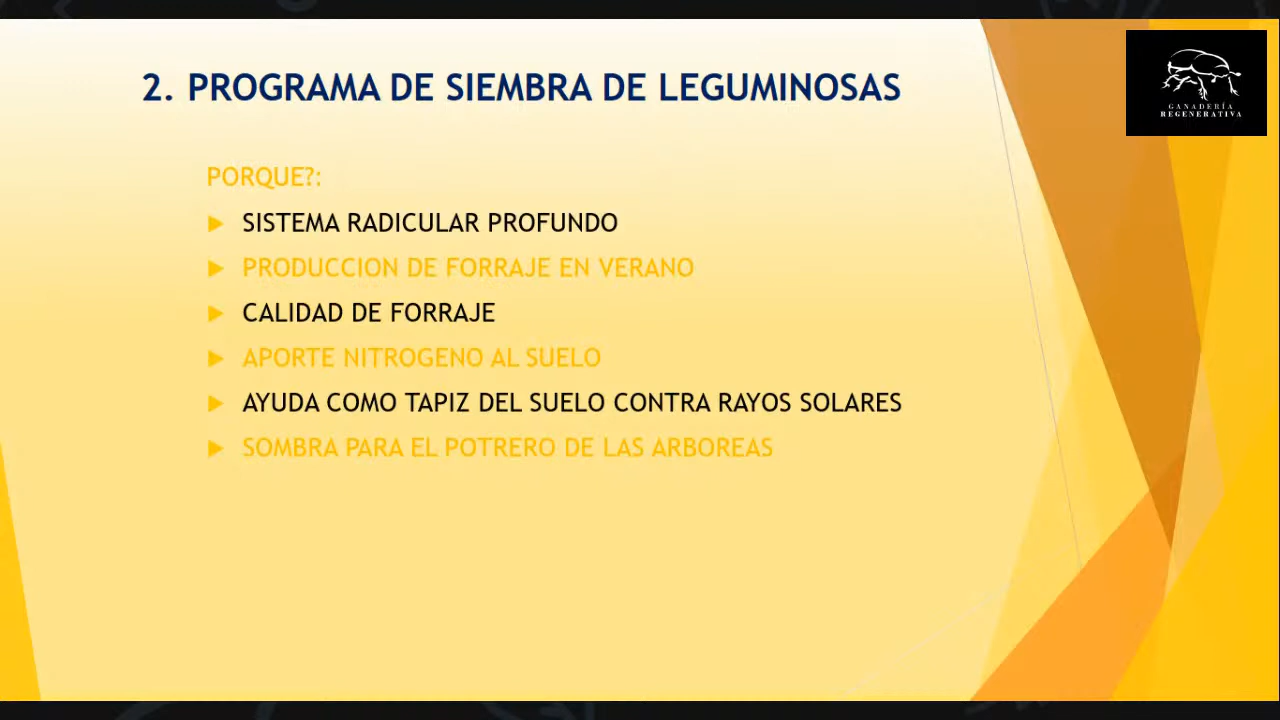 2. PROGRAMA DE SIEMBRA DE LEGUMINOSAS
GANADERÍA
REGENERATIVA
PORQUE?:
SISTEMA RADICULAR PROFUNDO
PRODUCCION DE FORRAJE EN VERANO
CALIDAD DE FORRAJE
APORTE NITROGENO AL SUELO
AYUDA COMO TAPIZ DEL SUELO CONTRA RAYOS SOLARES
SOMBRA PARA EL POTRERO DE LAS ARBOREAS